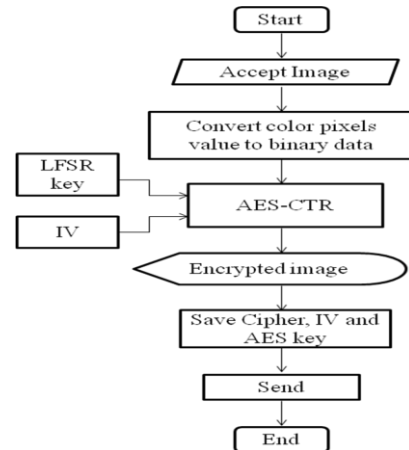 Start
Accept Image
Convert color pixels
value to binary data
LFSR
key
AES-CTR
IV
Encrypted image
Save Cipher, IV and
AES key
Send
End